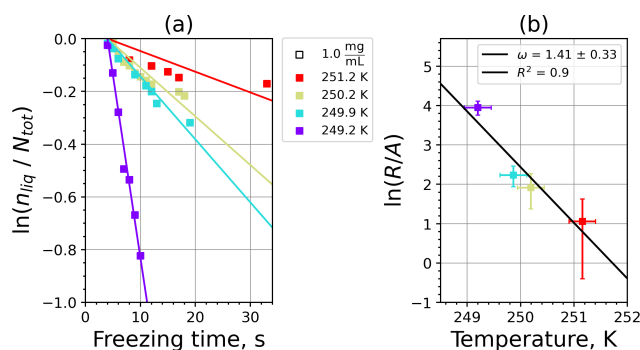 (a)
ln(n_liq / N_tot)
0.0
−0.2
−0.4
−0.6
−0.8
−1.0
0
10
20
30
Freezing time, s
1.0 mg/mL
251.2 K
250.2 K
249.9 K
249.2 K
(b)
ln(R/A)
6
5
4
3
2
1
0
−1
249
250
251
252
Temperature, K
ω = 1.41 ± 0.33
R² = 0.9